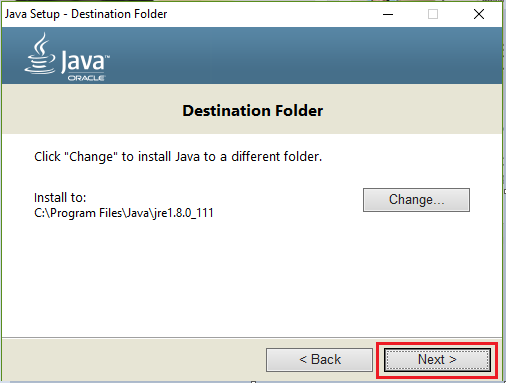 Java Setup - Destination Folder
Java™
ORACLE
Destination Folder
Click "Change" to install Java to a different folder.
Install to:
Change...
C:\Program Files\Java\jre1.8.0_111
< Back
Next >